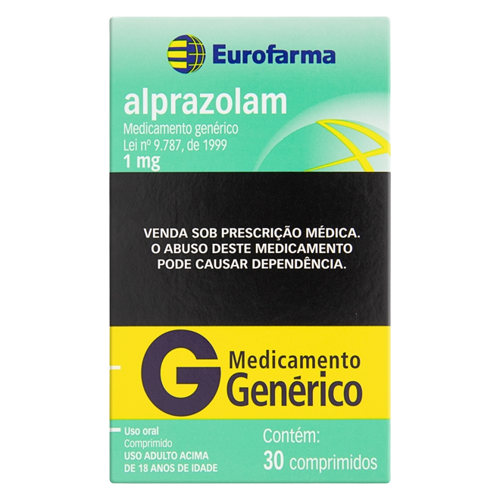 Eurofarma
alprazolam
Medicamento genérico
Lei nº 9.787, de 1999
1 mg
VENDA SOB PRESCRIÇÃO MÉDICA.
O ABUSO DESTE MEDICAMENTO
PODE CAUSAR DEPENDÊNCIA.
G Medicamento
Genérico
Uso oral
Comprimido
USO ADULTO ACIMA
DE 18 ANOS DE IDADE
Contém:
30 comprimidos